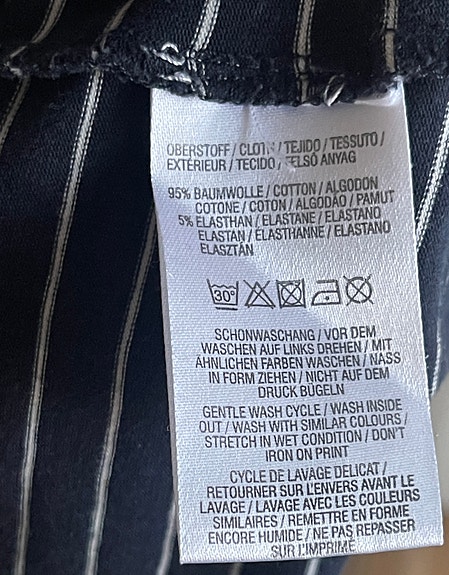 OBERSTOFF / CLOTH / TEJIDO / TESSUTO /
EXTÉRIEUR / TECIDO / FELSŐ ANYAG
95% BAUMWOLLE / COTTON / ALGODÓN
COTONE / COTON / ALGODÃO / PAMUT
5% ELASTHAN / ELASTANE / ELASTANO
ELASTAN / ÉLASTHANNE / ELASTANO
ELASZTÁN
30°
SCHONWASCHANG / VOR DEM
WASCHEN AUF LINKS DREHEN / MIT
ÄHNLICHEN FARBEN WASCHEN / NASS
IN FORM ZIEHEN / NICHT AUF DEM
DRUCK BÜGELN
GENTLE WASH CYCLE / WASH INSIDE
OUT / WASH WITH SIMILAR COLOURS /
STRETCH IN WET CONDITION / DON'T
IRON ON PRINT
CYCLE DE LAVAGE DELICAT /
RETOURNER SUR L'ENVERS AVANT LE
LAVAGE / LAVAGE AVEC LES COULEURS
SIMILAIRES / REMETTRE EN FORME
ENCORE HUMIDE / NE PAS REPASSER
SUR L'IMPRIMÉ